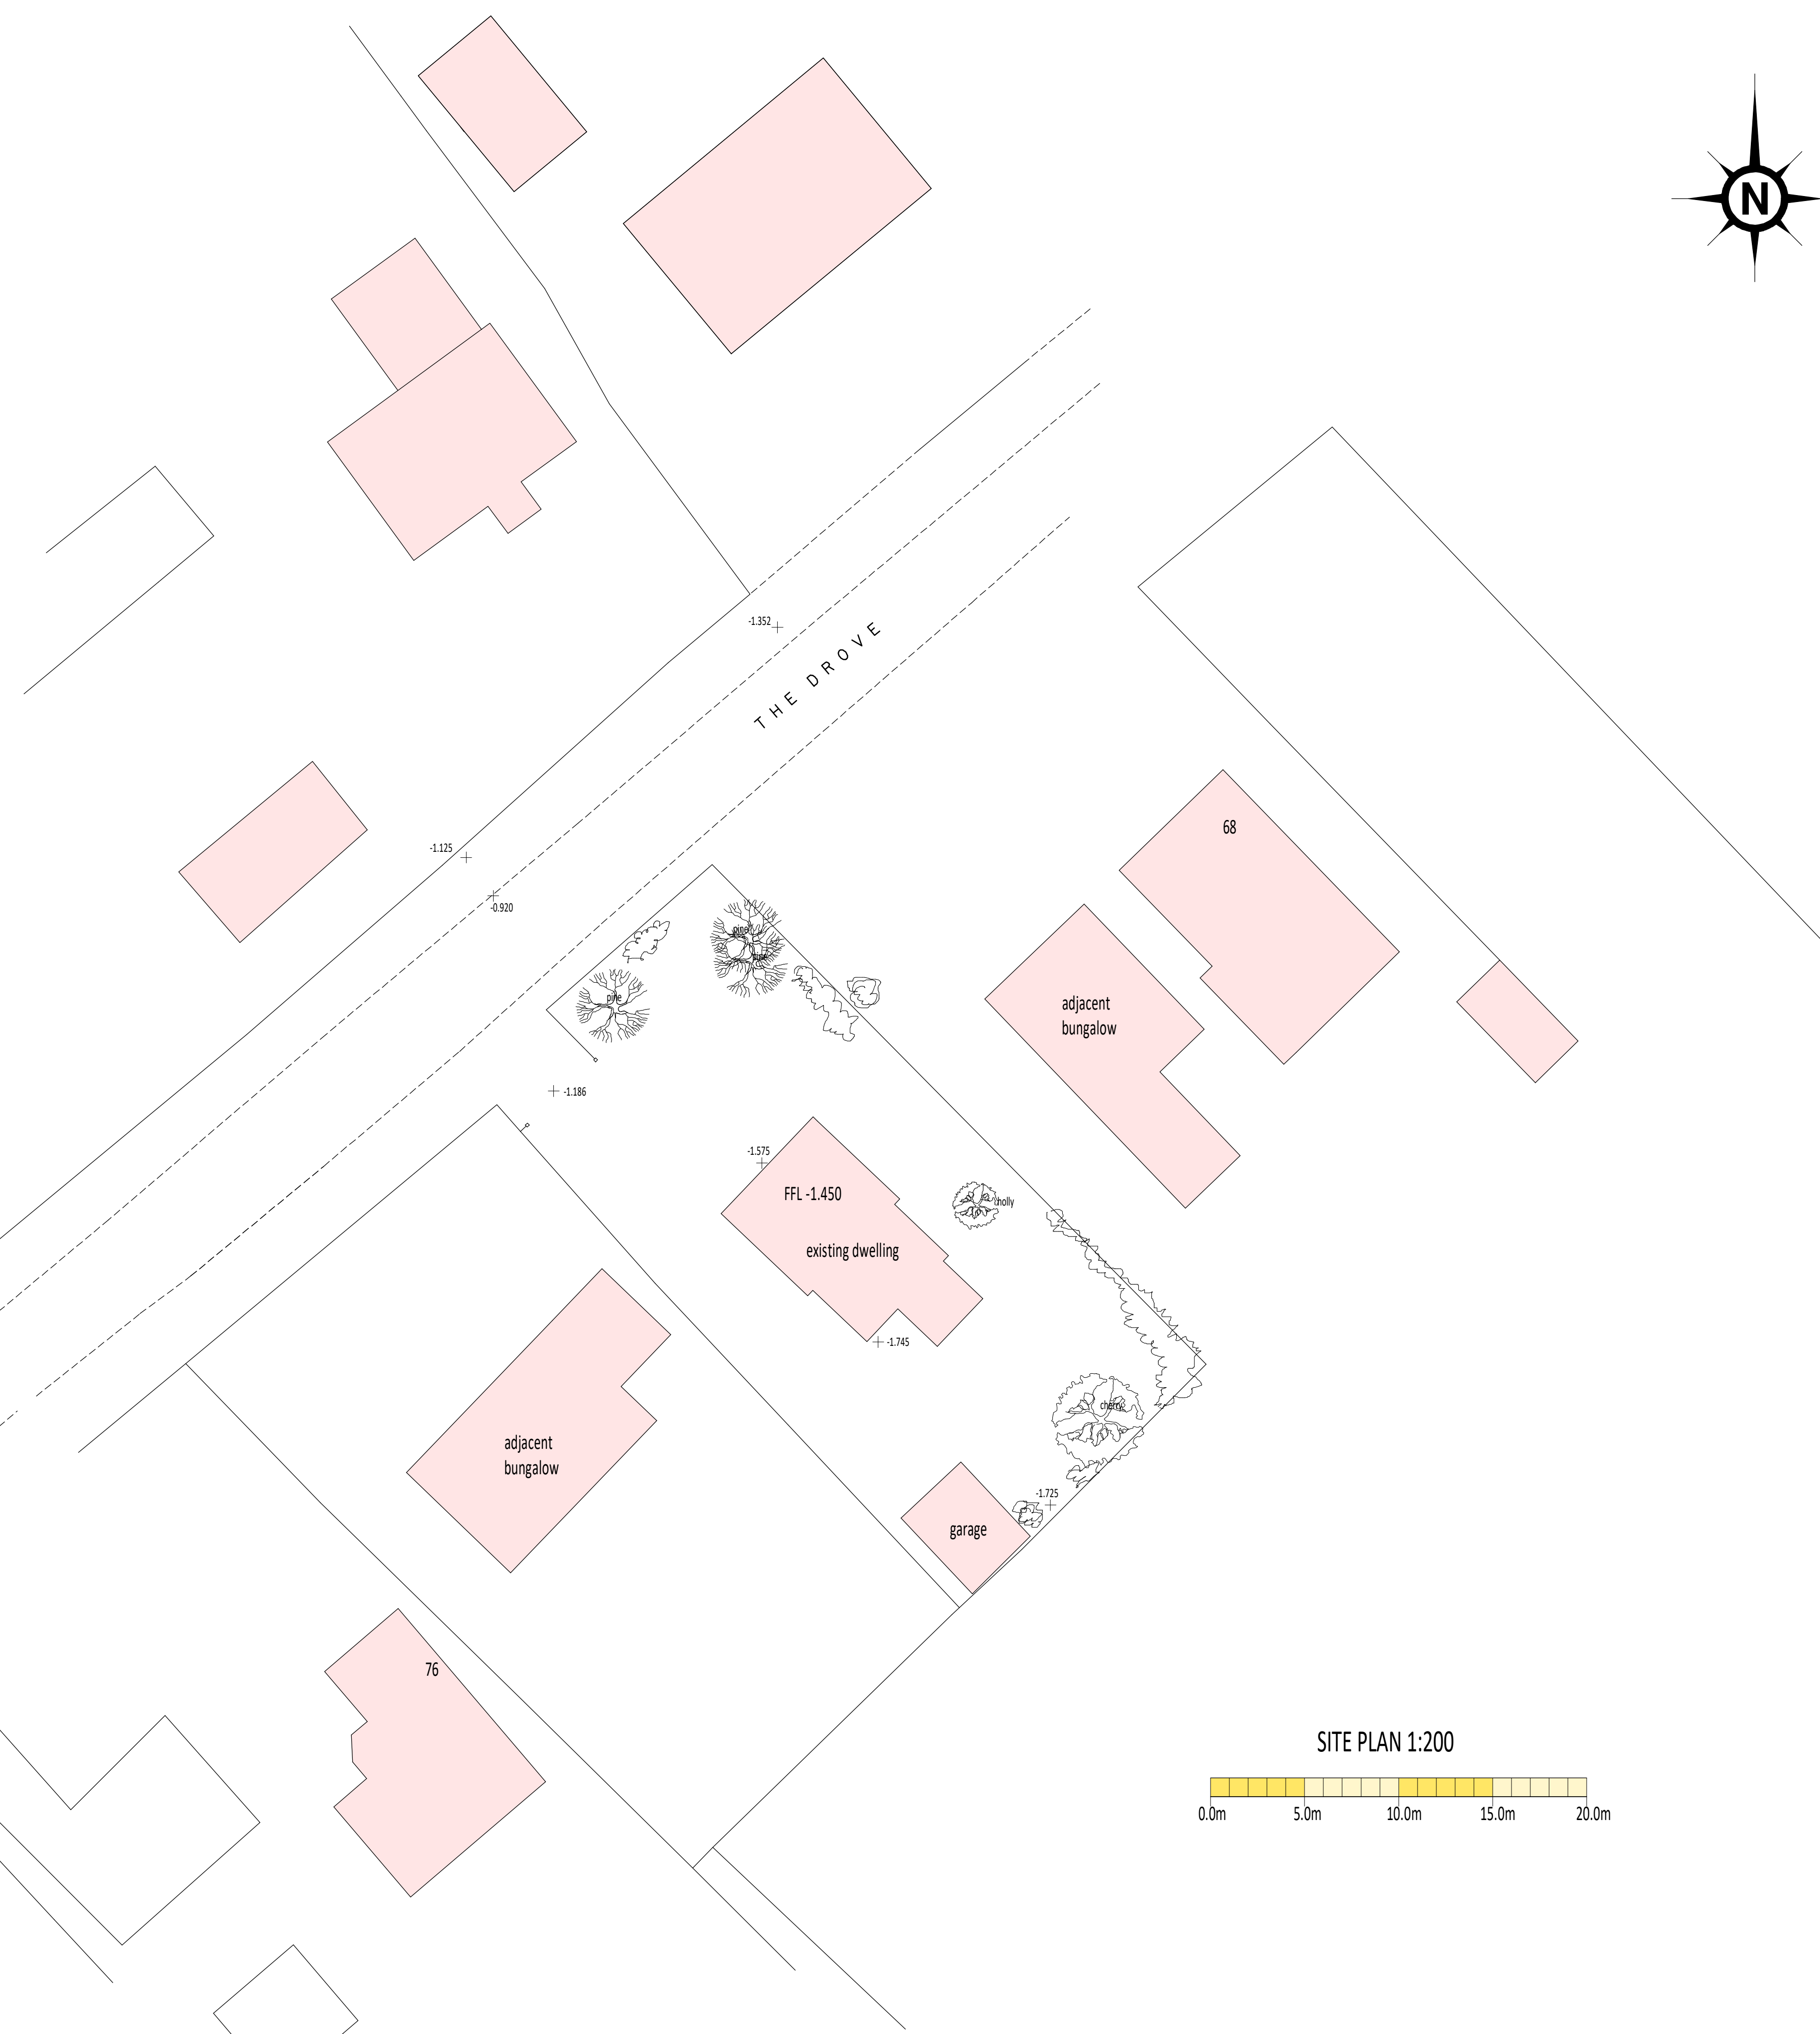 N
-1.352
THE DROVE
68
-1.125
-0.920
pine
pine
pine
adjacent
bungalow
-1.186
-1.575
FFL -1.450
holly
existing dwelling
-1.745
cherry
adjacent
bungalow
-1.725
garage
76
SITE PLAN 1:200
0.0m 5.0m 10.0m 15.0m 20.0m